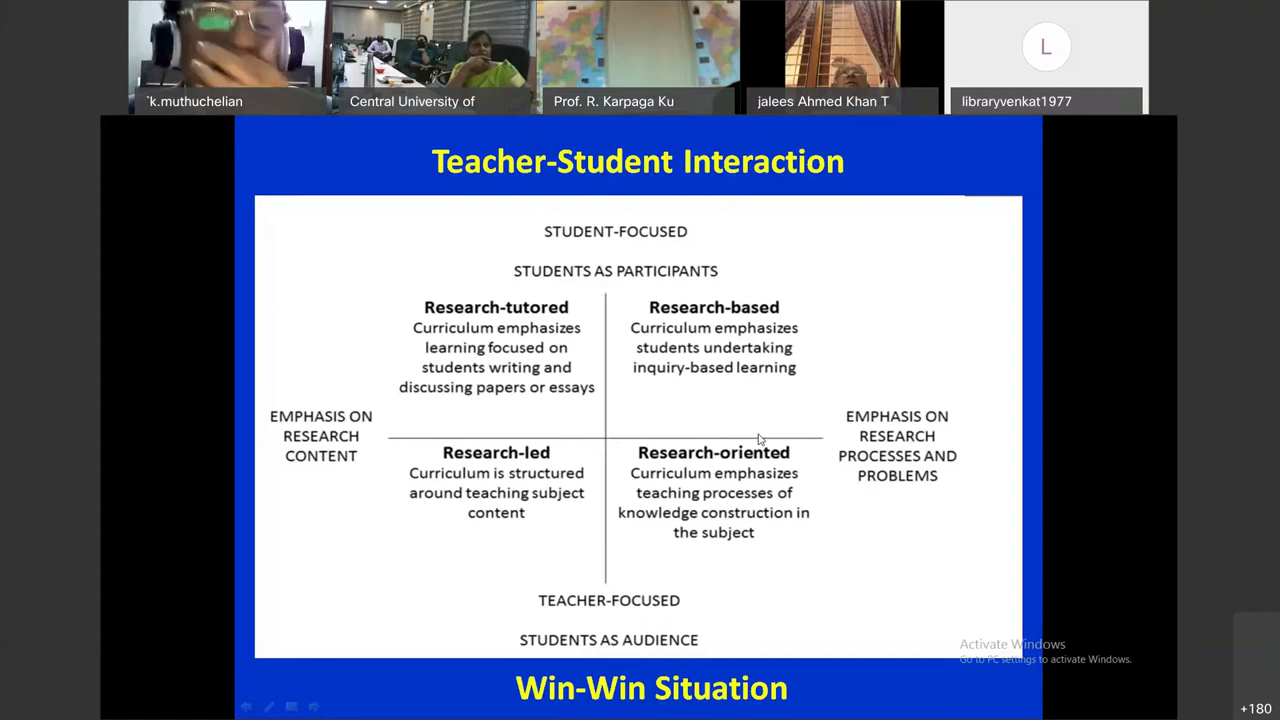 `k.muthuchelian
Central University of
Prof. R. Karpaga Ku
jalees Ahmed Khan T
L
libraryvenkat1977
Teacher-Student Interaction
STUDENT-FOCUSED
STUDENTS AS PARTICIPANTS
Research-tutored
Curriculum emphasizes
learning focused on
students writing and
discussing papers or essays
Research-based
Curriculum emphasizes
students undertaking
inquiry-based learning
EMPHASIS ON
RESEARCH
CONTENT
EMPHASIS ON
RESEARCH
PROCESSES AND
PROBLEMS
Research-led
Curriculum is structured
around teaching subject
content
Research-oriented
Curriculum emphasizes
teaching processes of
knowledge construction in
the subject
TEACHER-FOCUSED
STUDENTS AS AUDIENCE
Activate Windows
Go to PC settings to activate Windows.
Win-Win Situation
+180